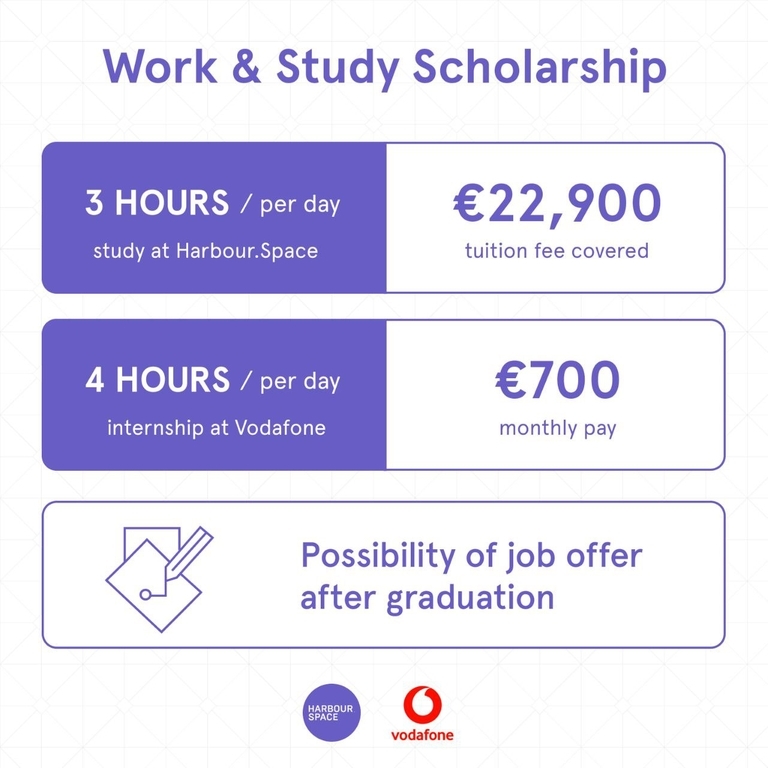 Work & Study Scholarship
3 HOURS / per day
study at Harbour.Space
€22,900
tuition fee covered
4 HOURS / per day
internship at Vodafone
€700
monthly pay
Possibility of job offer
after graduation
HARBOUR
SPACE
vodafone